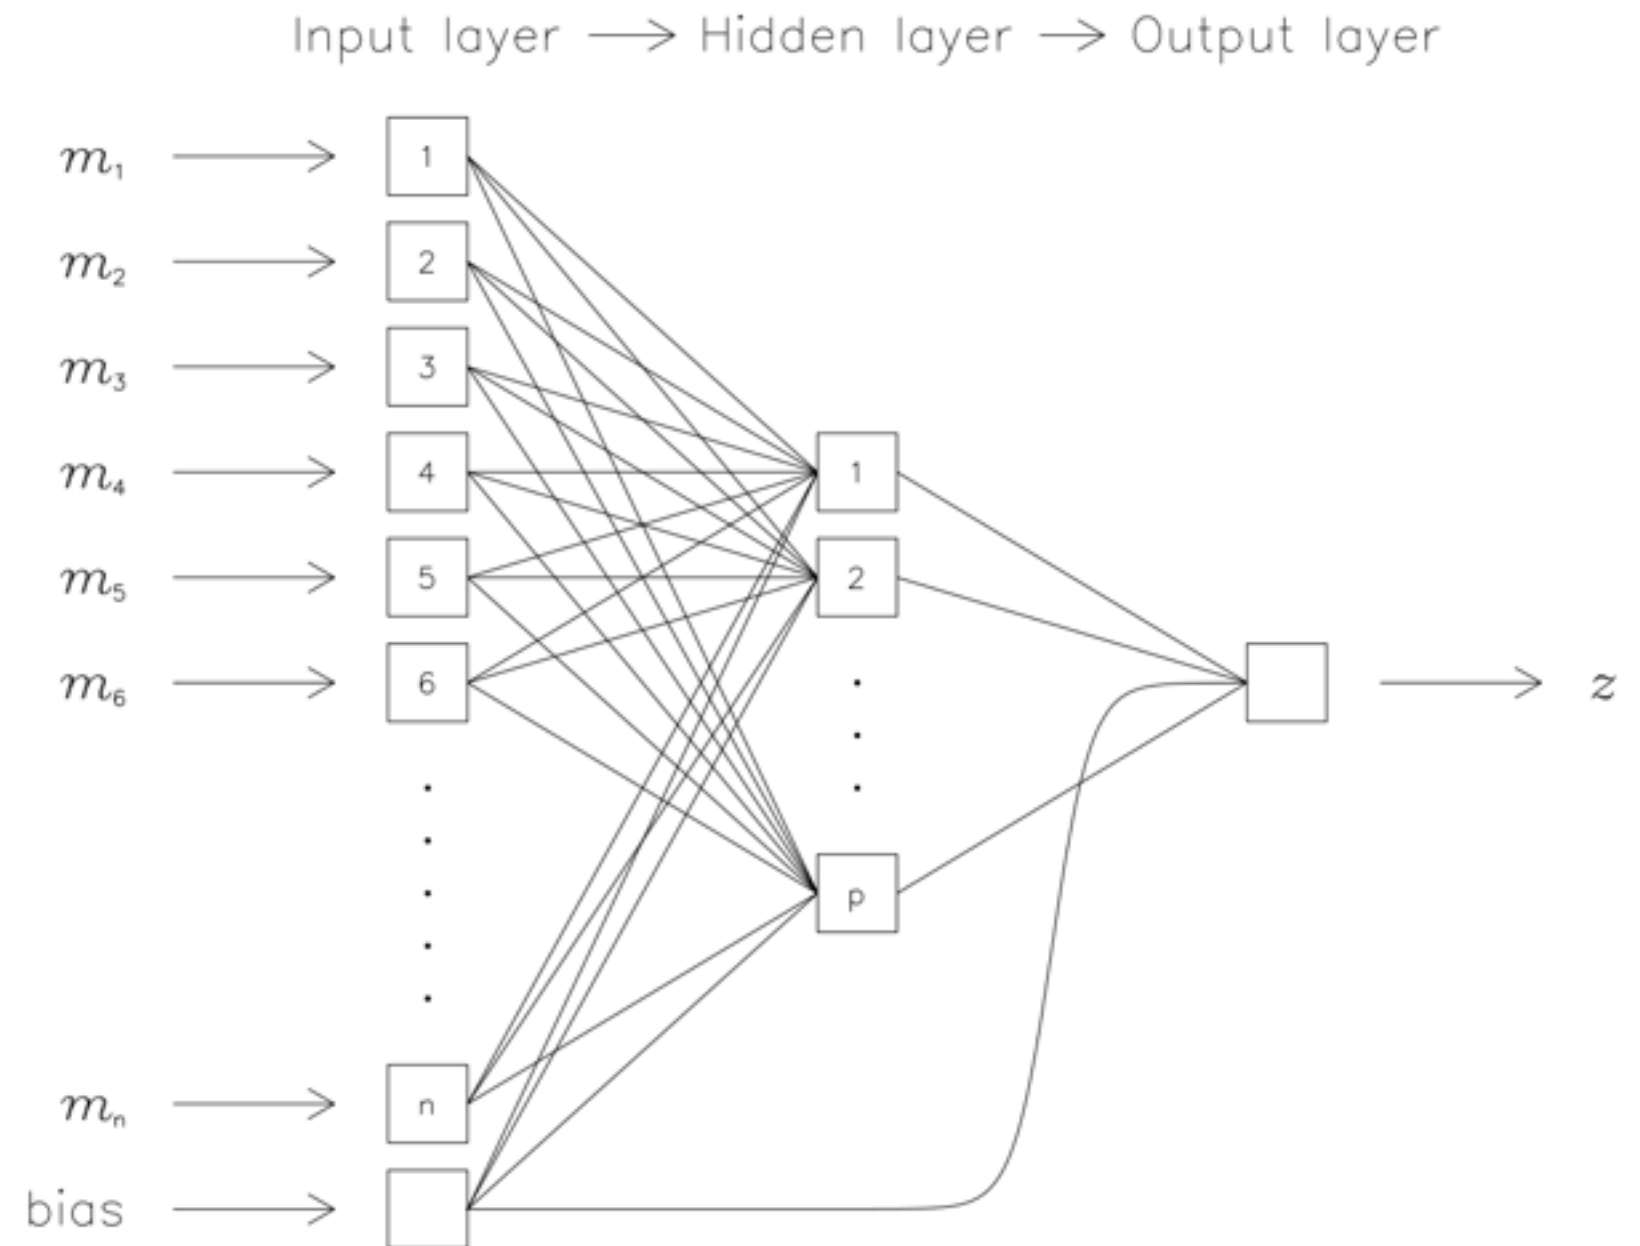 Input layer → Hidden layer → Output layer
m₁ → 1
m₂ → 2
m₃ → 3
m₄ → 4 1
m₅ → 5 2
m₆ → 6 → z
p
mₙ → n
bias →